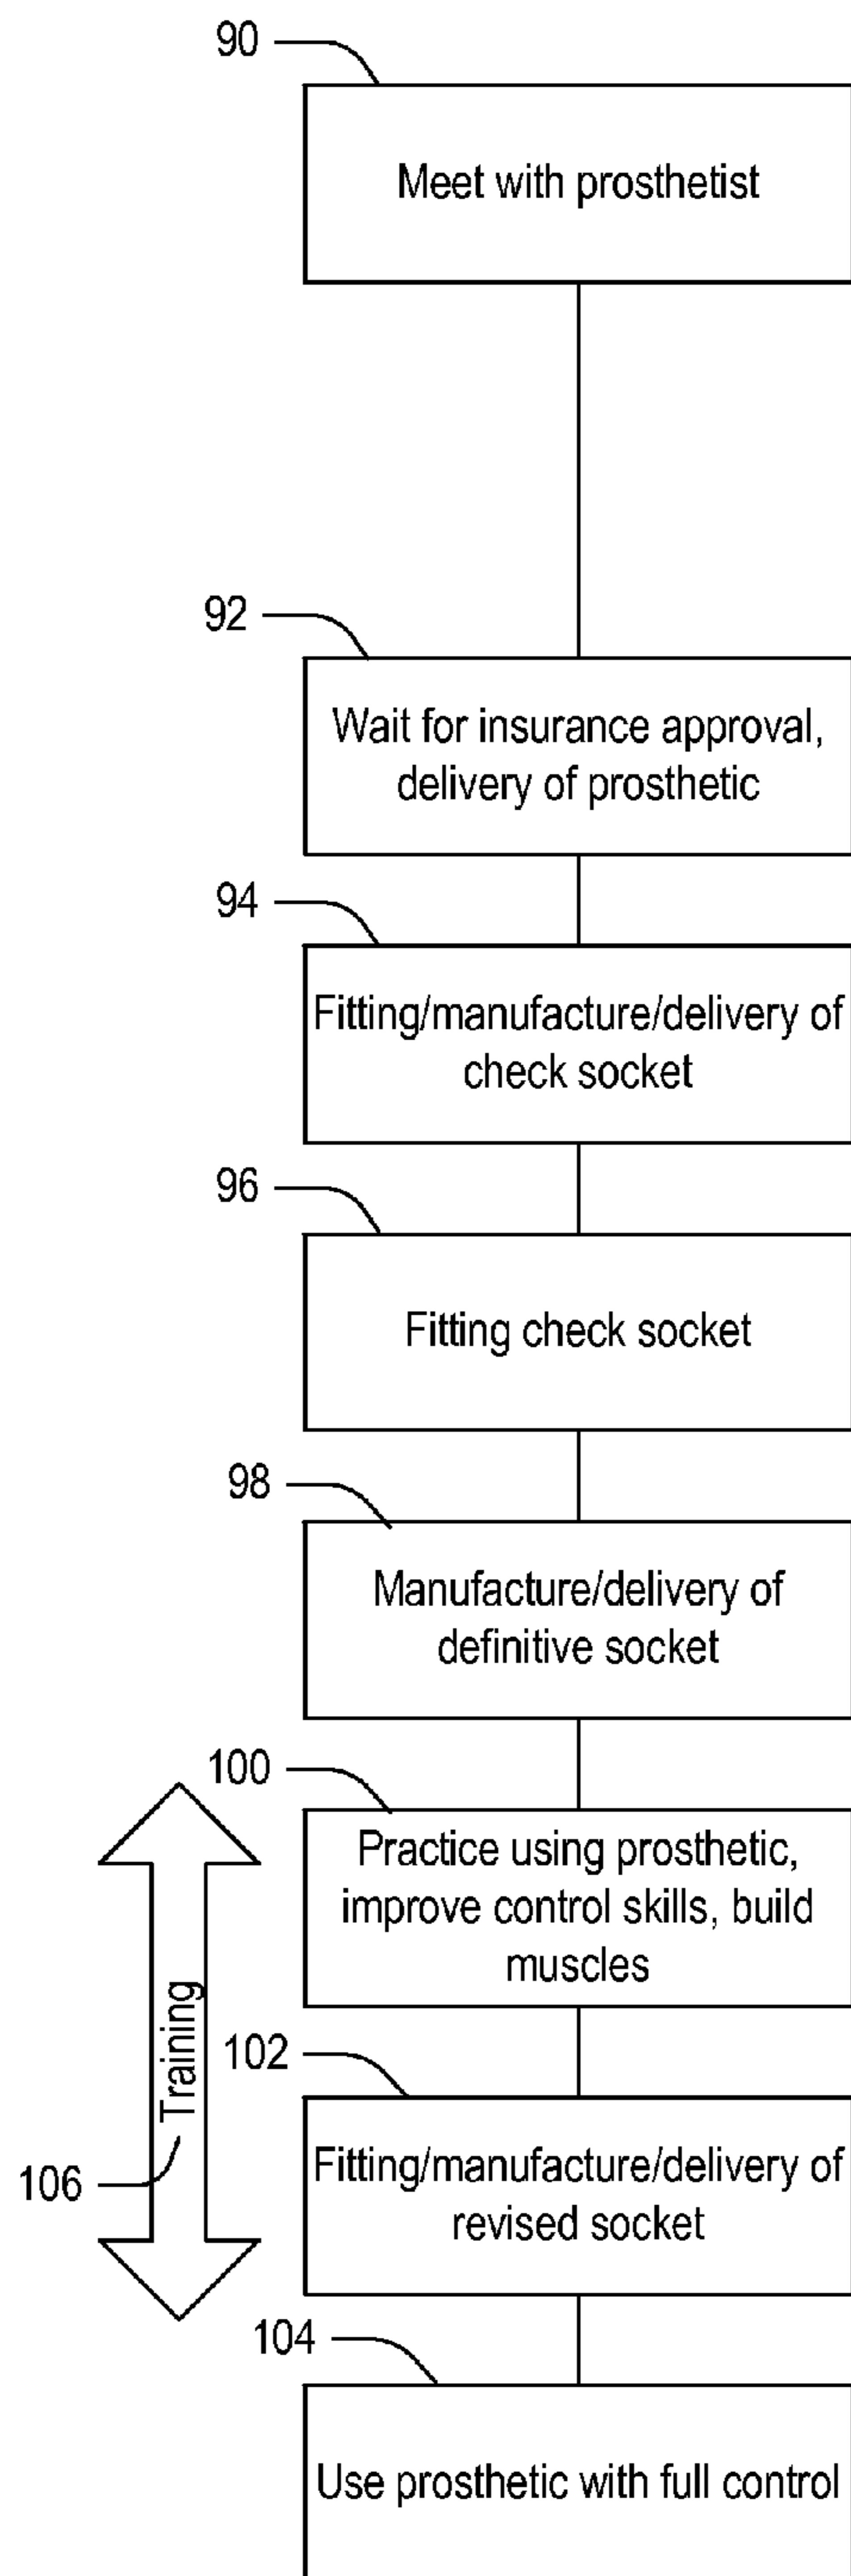 90
Meet with prosthetist
92
Wait for insurance approval,
delivery of prosthetic
94
Fitting/manufacture/delivery of
check socket
96
Fitting check socket
98
Manufacture/delivery of
definitive socket
100
Practice using prosthetic,
improve control skills, build
muscles
Training
102
106
Fitting/manufacture/delivery of
revised socket
104
Use prosthetic with full control